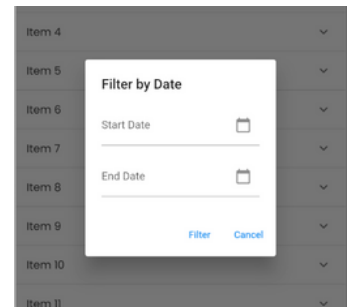 Item 4
Item 5
Filter by Date
Item 6
Start Date
Item 7
End Date
Item 8
Item 9
Filter Cancel
Item 10
Item 11